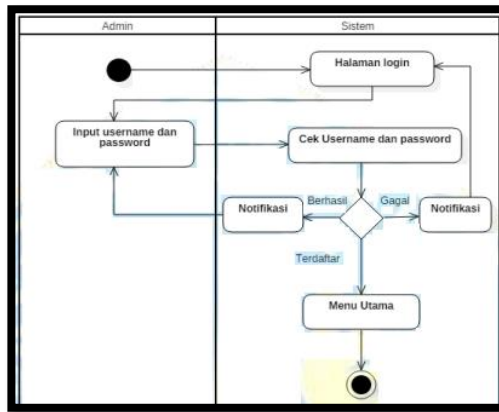 Admin
Sistem
Halaman login
Input username dan
password
Cek Username dan password
Notifikasi
Berhasil
Gagal
Notifikasi
Terdaftar
Menu Utama